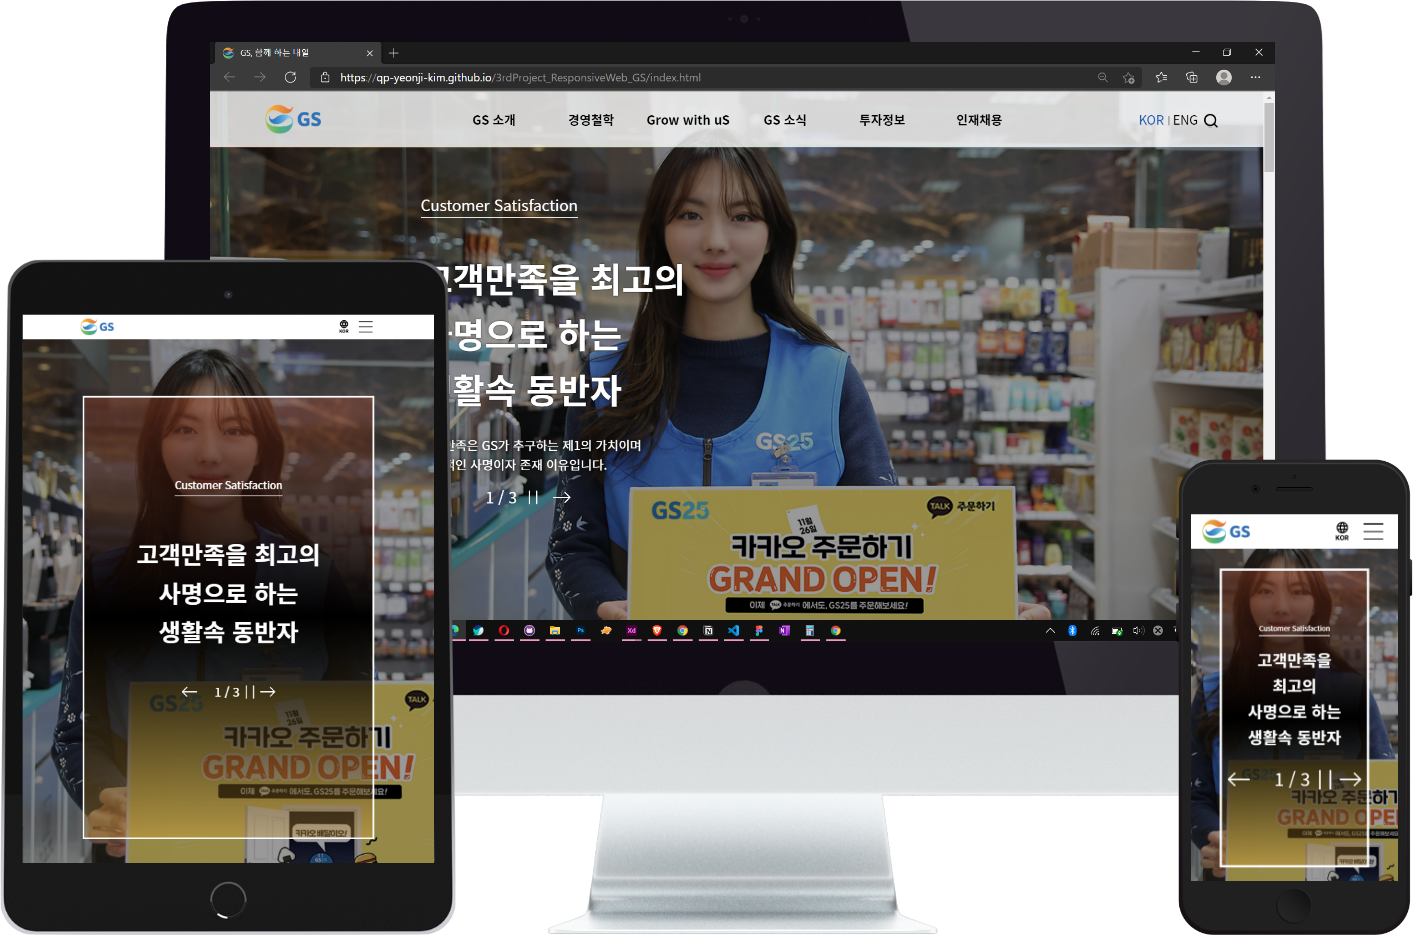 GS, 함께 하는 내일
https://qp-yeonji-kim.github.io/3rdProject_ResponsiveWeb_GS/index.html
GS
GS 소개
경영철학
Grow with uS
GS 소식
투자정보
인재채용
KOR | ENG
Customer Satisfaction
객만족을 최고의
명으로 하는
활속 동반자
족은 GS가 추구하는 제1의 가치이며
인 사명이자 존재 이유입니다.
1 / 3
GS25
GS25
TALK 주문하기
11월
26일
카카오 주문하기
GRAND OPEN!
이제 TALK 주문하기 에서도, GS25를 주문해보세요!
GS
KOR
Customer Satisfaction
고객만족을 최고의
사명으로 하는
생활속 동반자
1 / 3
GS25
TALK
11월
26일
카카오 주문하기
GRAND OPEN!
이제 주문하기 에서도, GS25를 주문해보세요!
카카오배달이오!
GS25
GS
KOR
Customer Satisfaction
고객만족을
최고의
사명으로 하는
생활속 동반자
1 / 3
GS25
카카오 주문하
GRAND OPE
카카오배달이오!